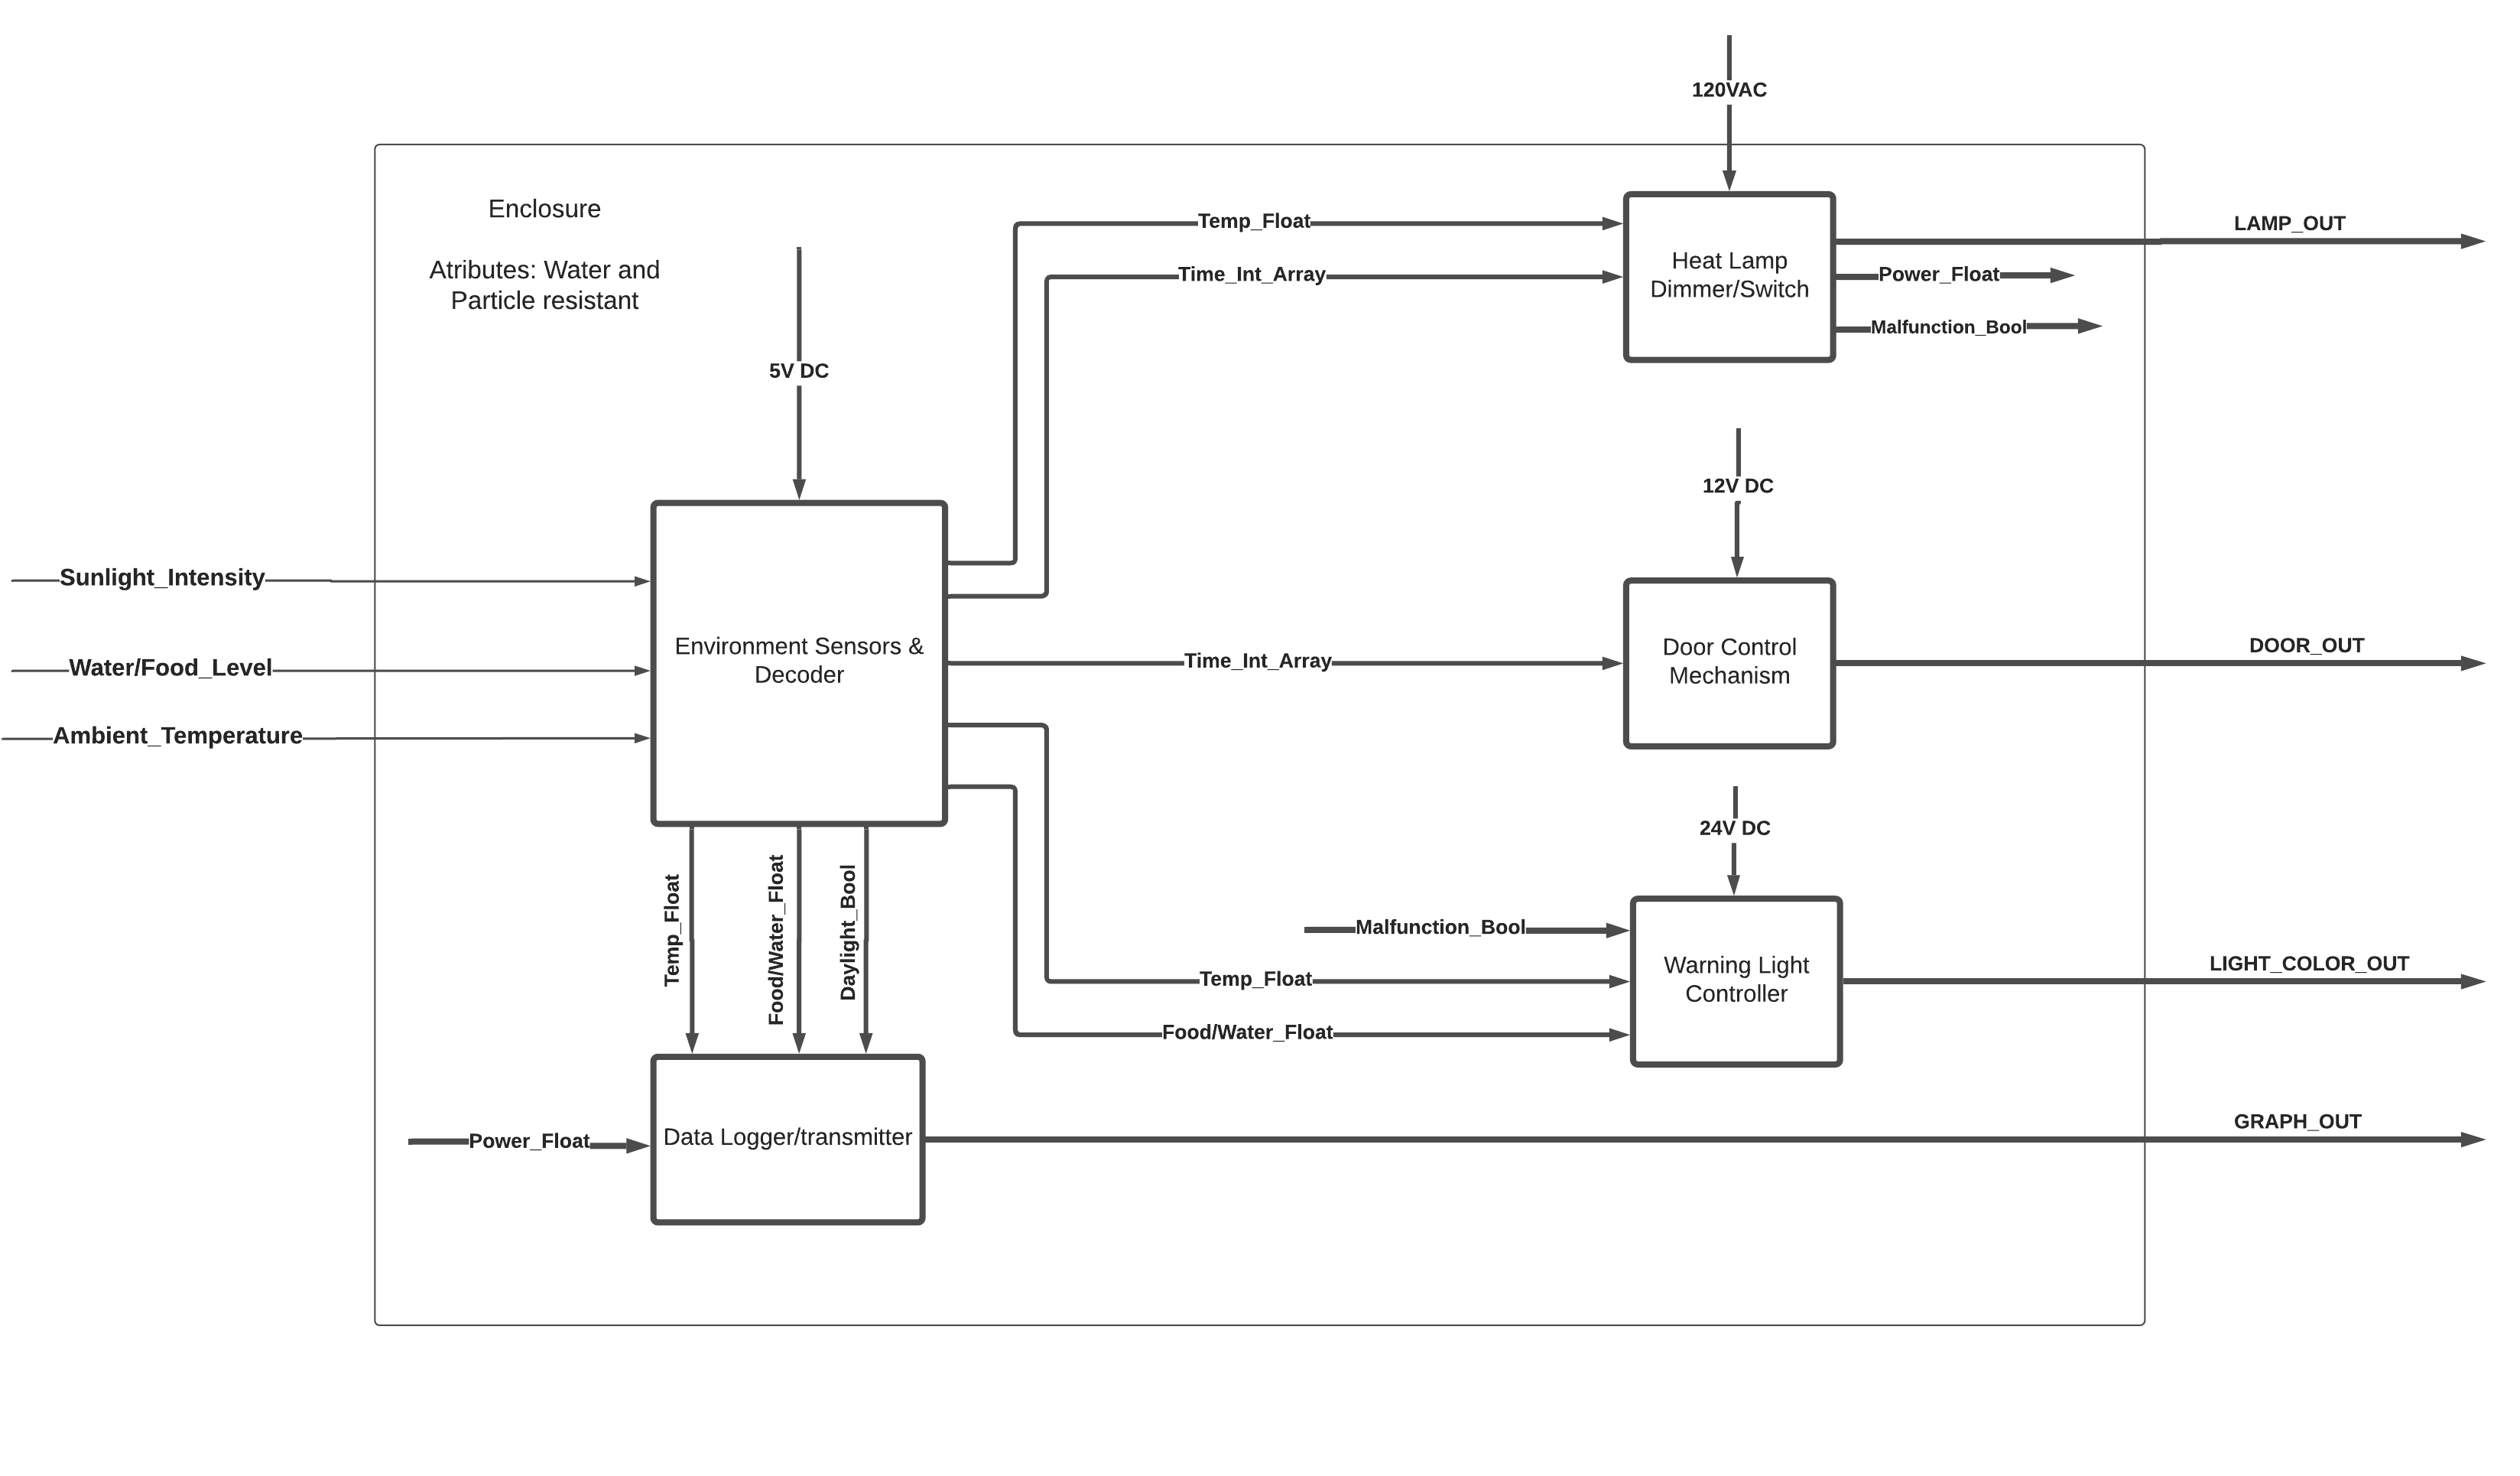 120VAC
Enclosure
Atributes: Water and
Particle resistant
5V DC
Temp_Float
Time_Int_Array
Heat Lamp
Dimmer/Switch
LAMP_OUT
Power_Float
Malfunction_Bool
12V DC
Sunlight_Intensity
Water/Food_Level
Ambient_Temperature
Environment Sensors &
Decoder
Time_Int_Array
Door Control
Mechanism
DOOR_OUT
24V DC
Temp_Float
Food/Water_Float
Daylight_Bool
Malfunction_Bool
Temp_Float
Food/Water_Float
Warning Light
Controller
LIGHT_COLOR_OUT
Power_Float
Data Logger/transmitter
GRAPH_OUT